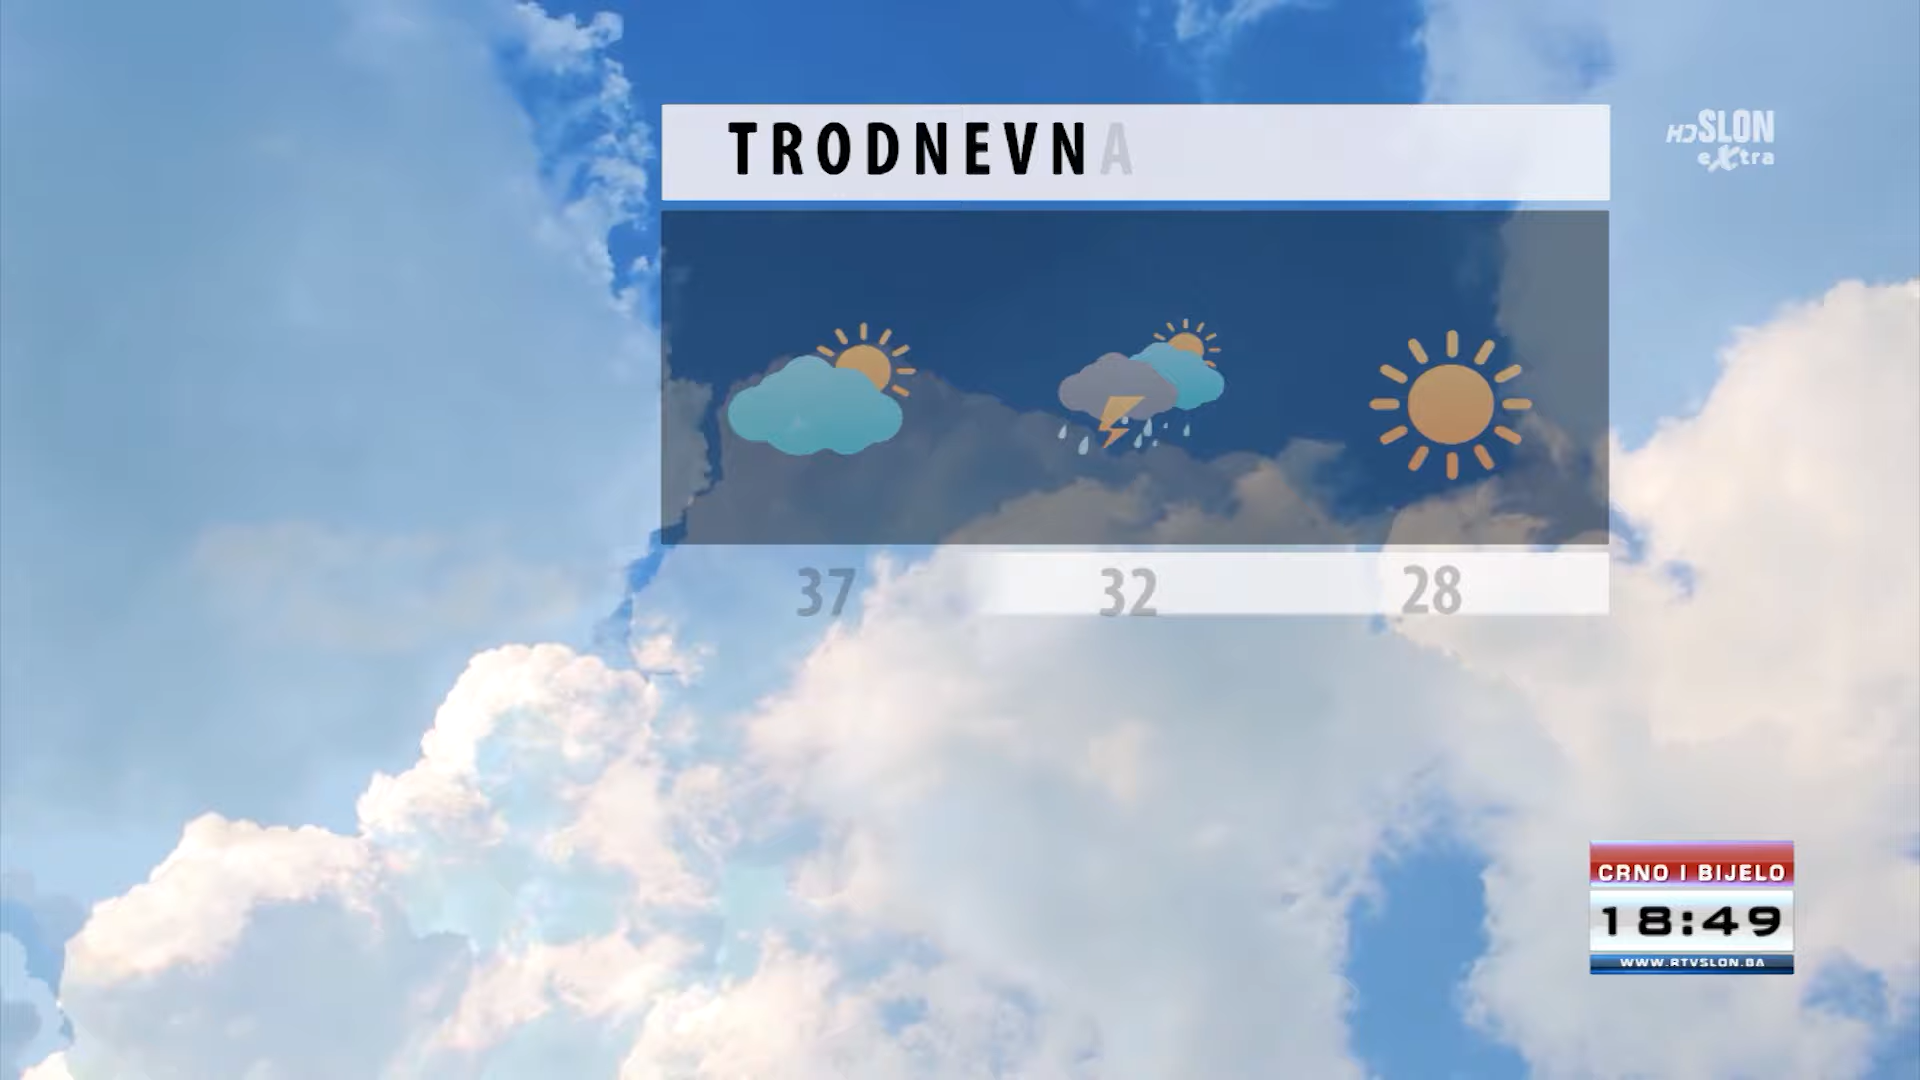 TRODNEVNA
HD SLON
eXtra
37 32 28
CRNO I BIJELO
18:49
WWW.RTVSLON.BA